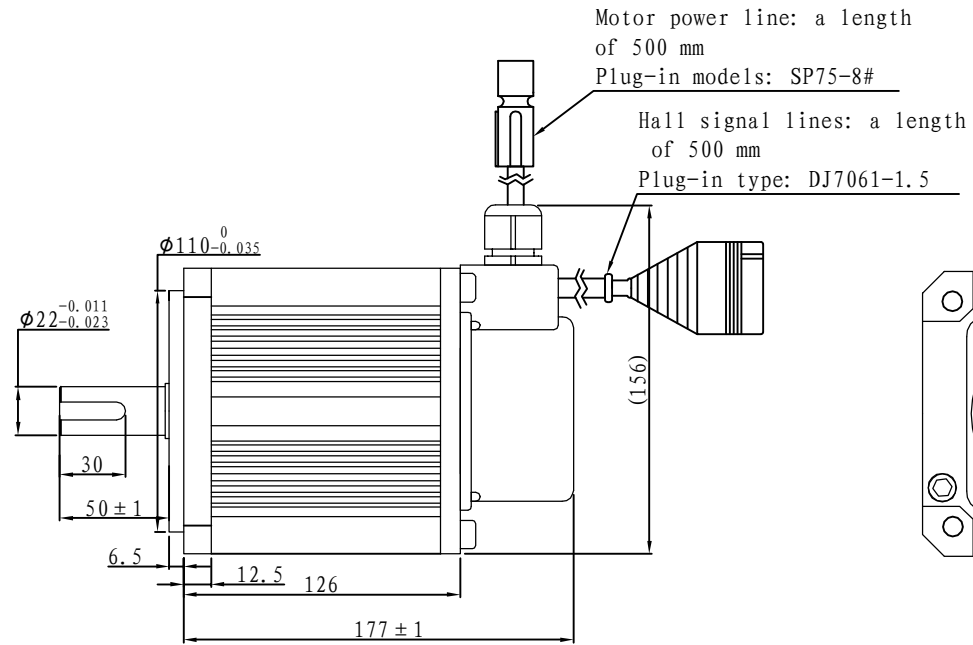 Motor power line: a length
of 500 mm
Plug-in models: SP75-8#
Hall signal lines: a length
of 500 mm
Plug-in type: DJ7061-1.5
ϕ110 0 -0.035
ϕ22 -0.011 -0.023
(156)
30
50±1
6.5
12.5
126
177±1